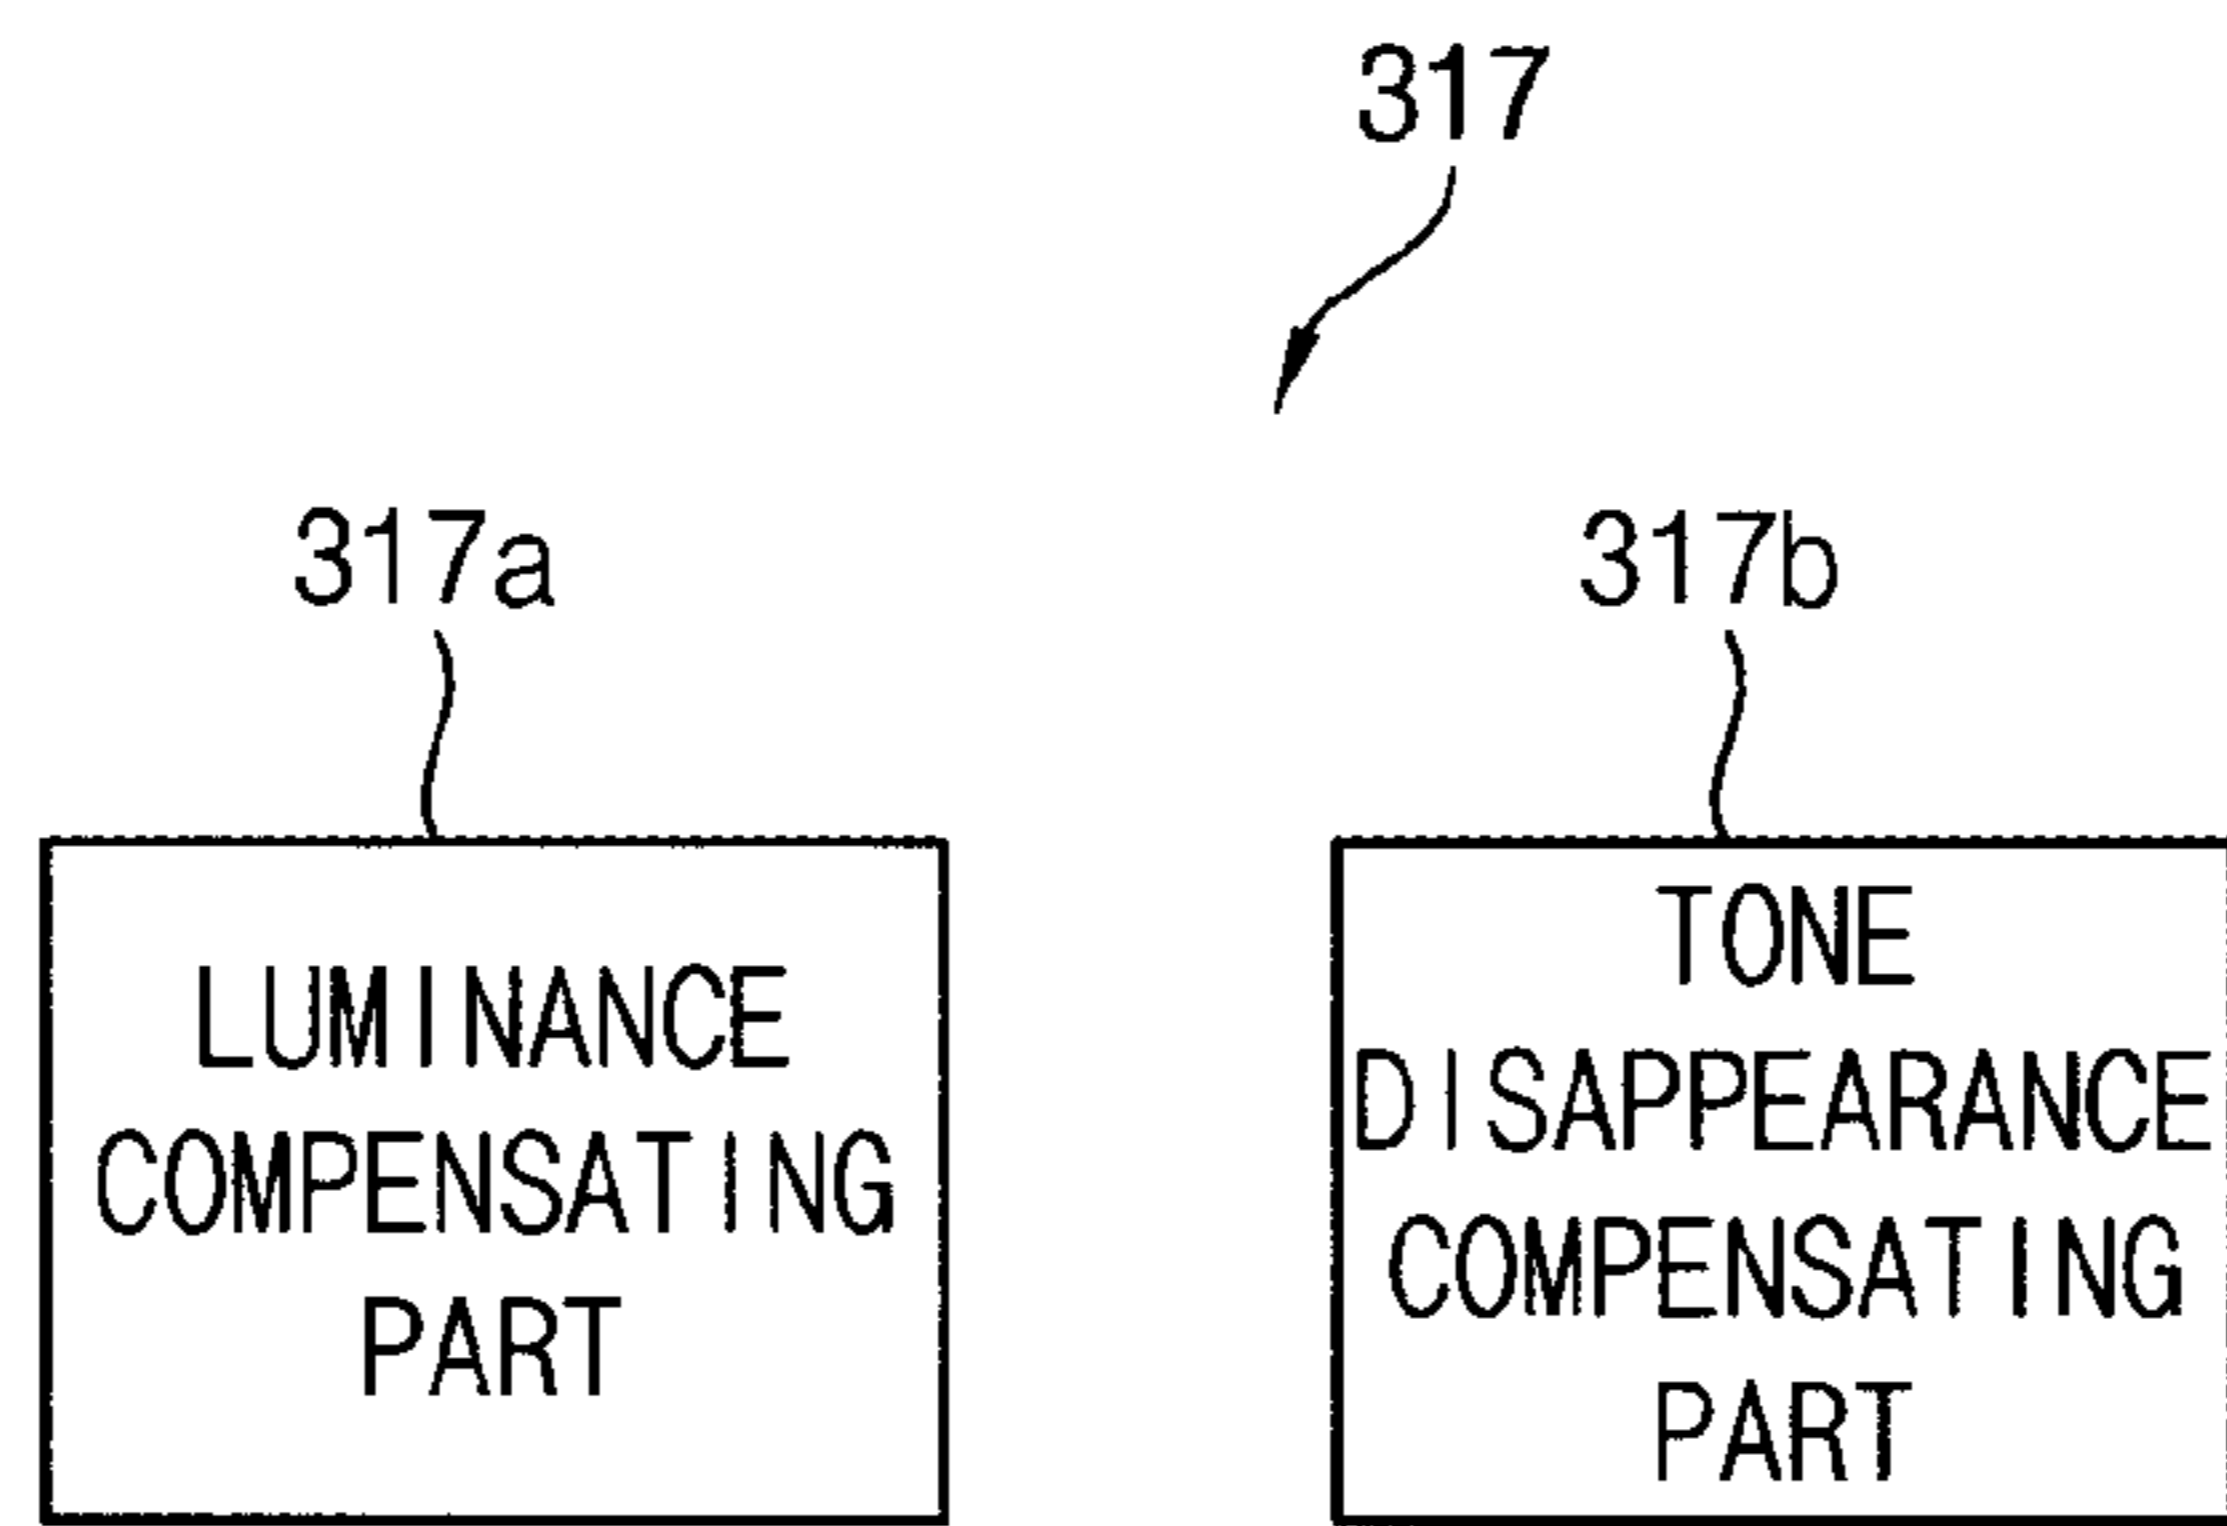 317
317a
317b
LUMINANCE
COMPENSATING
PART
TONE
DISAPPEARANCE
COMPENSATING
PART